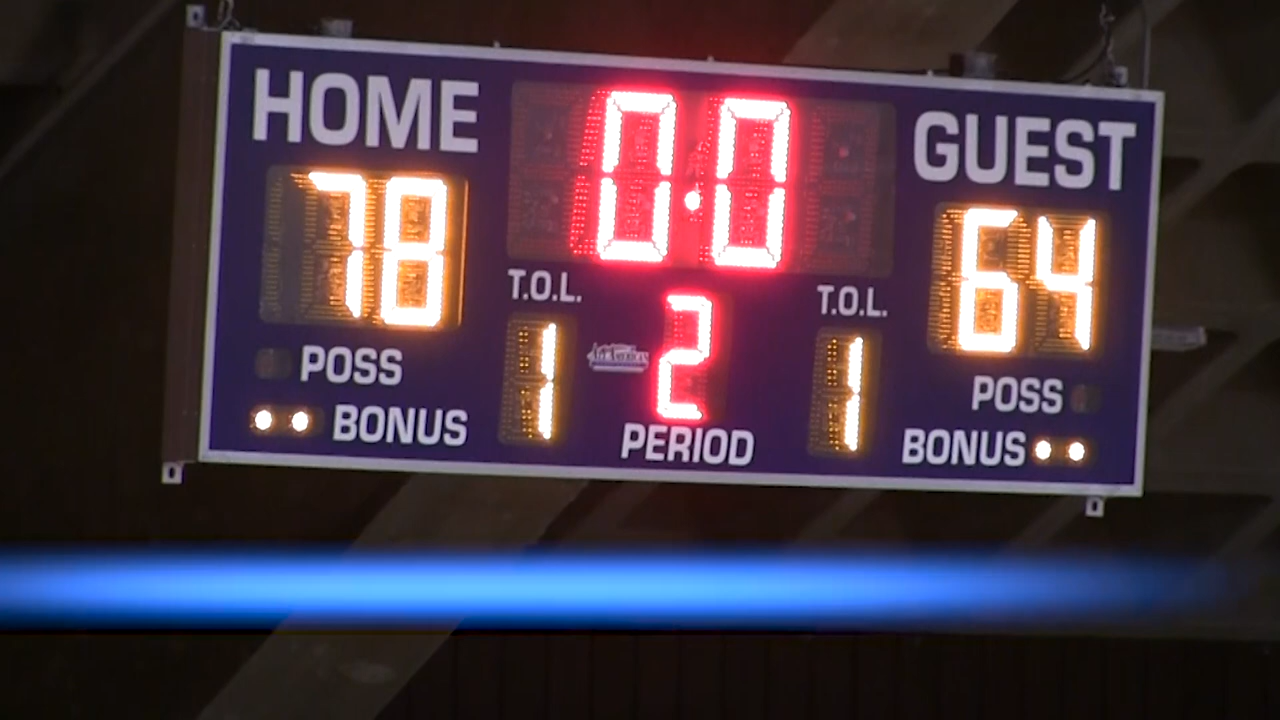 HOME
0:0
GUEST
78
64
T.O.L.
T.O.L.
1
2
1
POSS
POSS
BONUS
PERIOD
BONUS